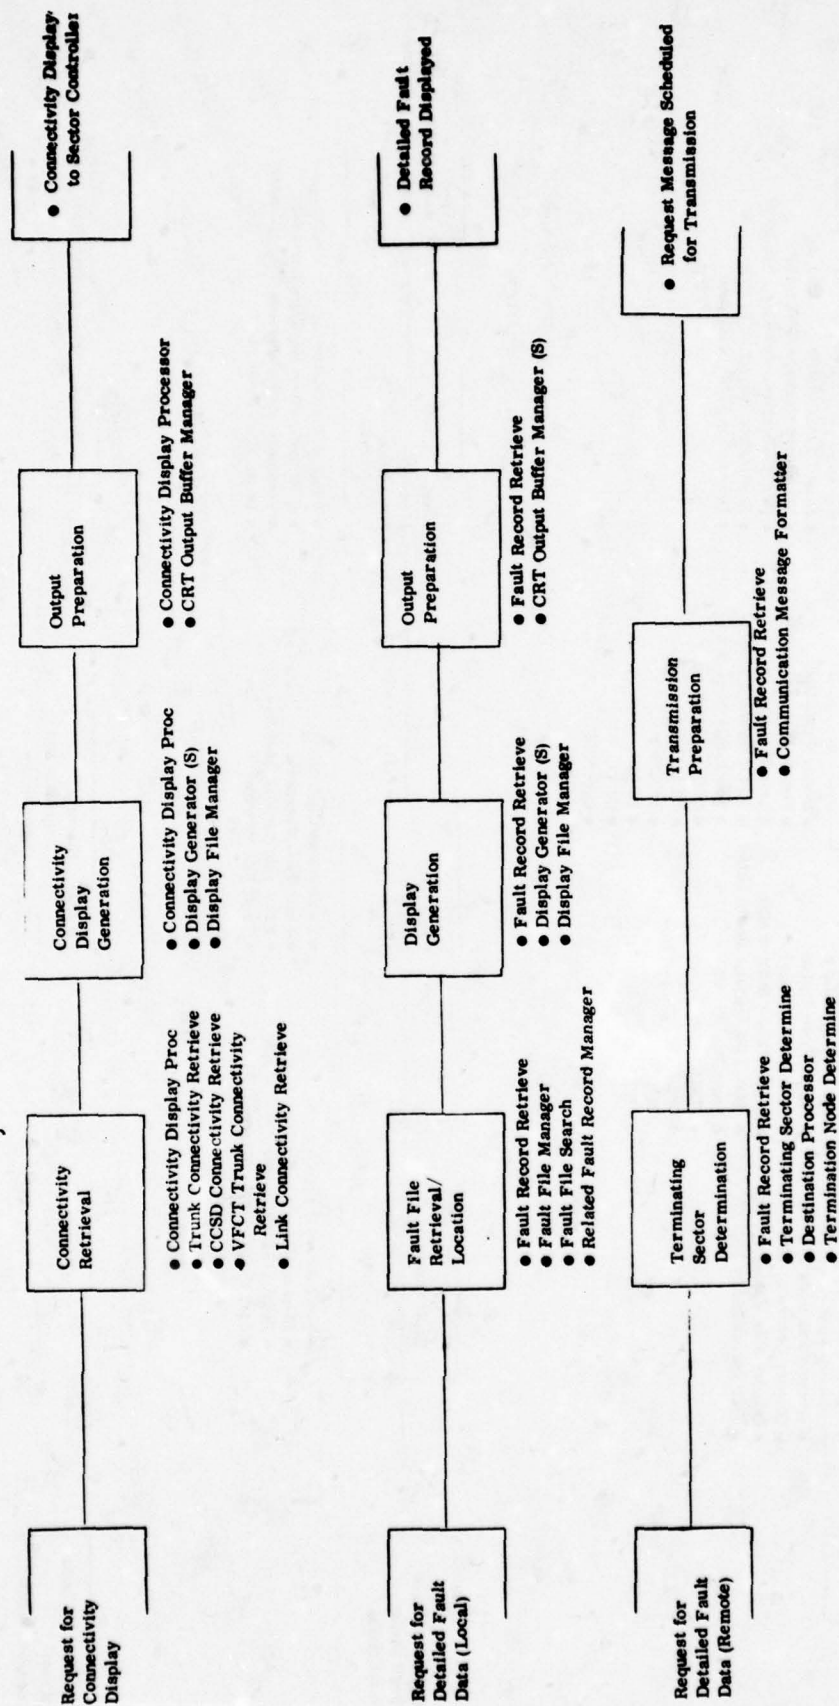 Request for
Connectivity
Display
Connectivity
Retrieval
● Connectivity Display Proc
● Trunk Connectivity Retrieve
● CCSD Connectivity Retrieve
● VFCT Trunk Connectivity
Retrieve
● Link Connectivity Retrieve
Connectivity
Display
Generation
● Connectivity Display Proc
● Display Generator (S)
● Display File Manager
Output
Preparation
● Connectivity Display Processor
● CRT Output Buffer Manager
● Connectivity Display
to Sector Controller
Request for
Detailed Fault
Data (Local)
Fault File
Retrieval/
Location
● Fault Record Retrieve
● Fault File Manager
● Fault File Search
● Related Fault Record Manager
Display
Generation
● Fault Record Retrieve
● Display Generator (S)
● Display File Manager
Output
Preparation
● Fault Record Retrieve
● CRT Output Buffer Manager (S)
● Detailed Fault
Record Displayed
Request for
Detailed Fault
Data (Remote)
Terminating
Sector
Determination
● Fault Record Retrieve
● Terminating Sector Determine
● Destination Processor
● Termination Node Determine
Transmission
Preparation
● Fault Record Retrieve
● Communication Message Formatter
● Request Message Scheduled
for Transmission